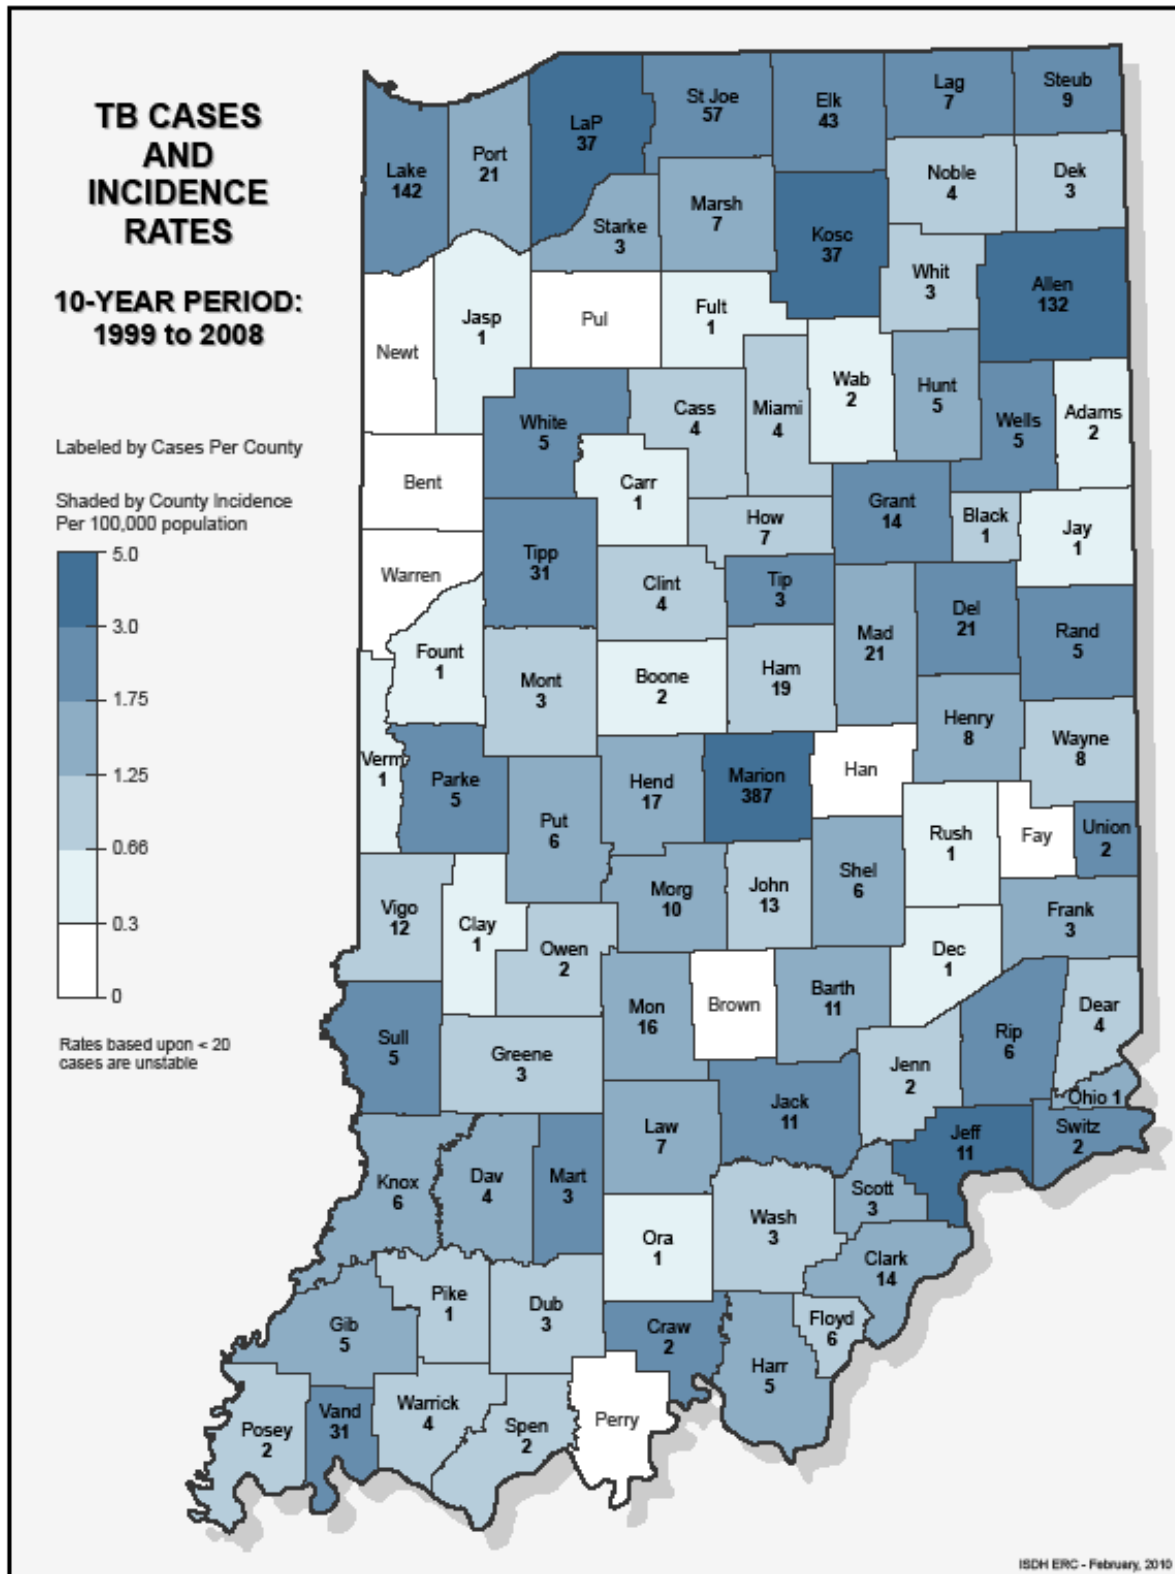 TB CASES
AND
INCIDENCE
RATES
10-YEAR PERIOD:
1999 to 2008
Labeled by Cases Per County
Shaded by County Incidence
Per 100,000 population
5.0
3.0
1.75
1.25
0.66
0.3
0
Rates based upon < 20
cases are unstable
Lake
142
Port
21
LaP
37
St Joe
57
Elk
43
Lag
7
Steub
9
Noble
4
Dek
3
Starke
3
Marsh
7
Kosc
37
Whit
3
Allen
132
Newt
Jasp
1
Pul
Fult
1
Wab
2
Hunt
5
Wells
5
Adams
2
White
5
Cass
4
Miami
4
Bent
Carr
1
How
7
Grant
14
Black
1
Jay
1
Warren
Tipp
31
Clint
4
Tip
3
Mad
21
Del
21
Rand
5
Fount
1
Mont
3
Boone
2
Ham
19
Henry
8
Wayne
8
Verm
1
Parke
5
Put
6
Hend
17
Marion
387
Han
Rush
1
Fay
Union
2
Vigo
12
Clay
1
Owen
2
Morg
10
John
13
Shel
6
Frank
3
Dec
1
Sull
5
Greene
3
Mon
16
Brown
Barth
11
Jenn
2
Rip
6
Dear
4
Ohio 1
Switz
2
Jeff
11
Jack
11
Law
7
Knox
6
Dav
4
Mart
3
Ora
1
Wash
3
Scott
3
Clark
14
Floyd
6
Harr
5
Craw
2
Dub
3
Pike
1
Gib
5
Posey
2
Vand
31
Warrick
4
Spen
2
Perry
ISDH ERC - February, 2010